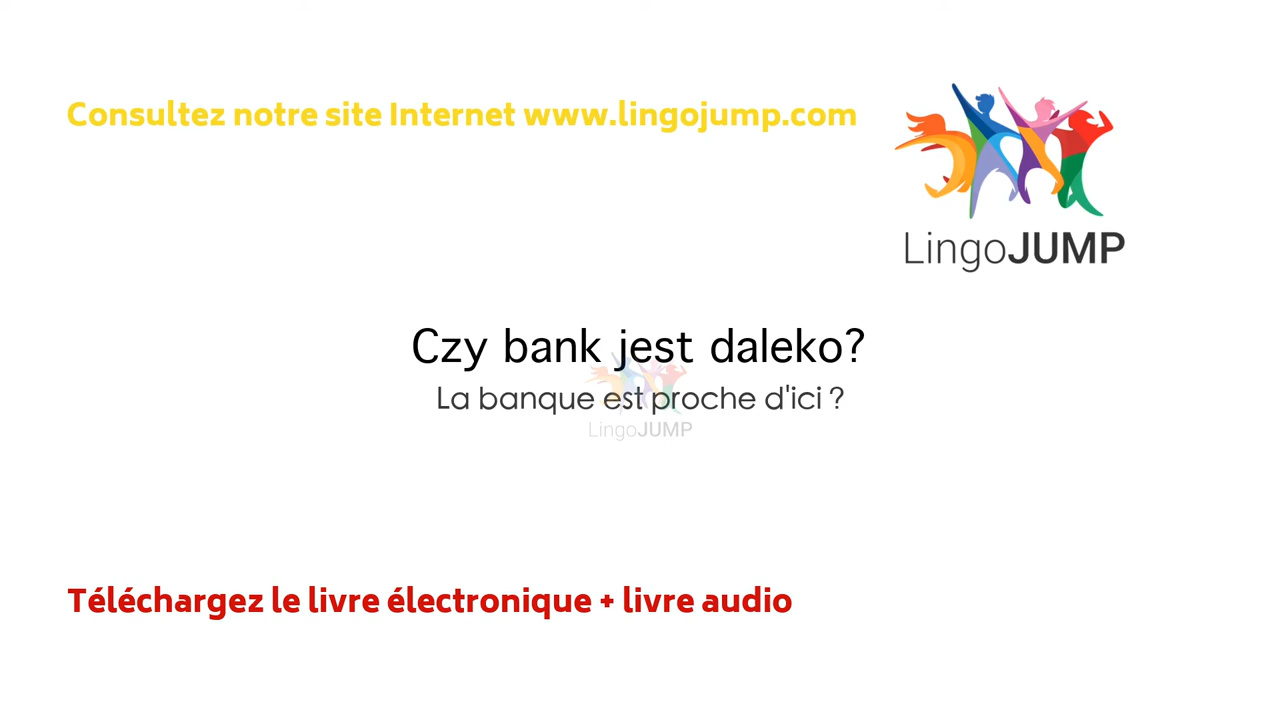 Consultez notre site Internet www.lingojump.com
LingoJUMP
Czy bank jest daleko?
La banque est proche d'ici ?
LingoJUMP
Téléchargez le livre électronique + livre audio